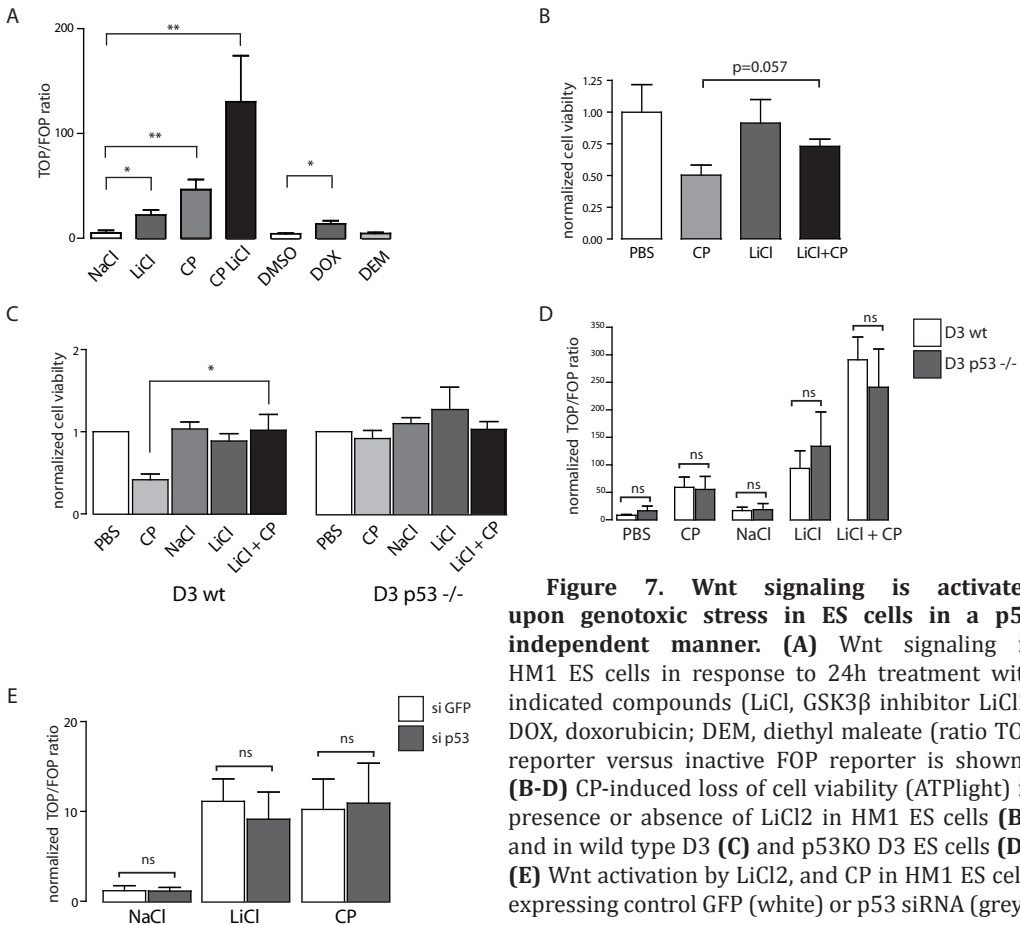 A
200
100
0
TOP/FOP ratio
**
**
*
*
NaCl
LiCl
CP
CP LiCl
DMSO
DOX
DEM
B
p=0.057
1.25
1.00
0.75
0.50
0.25
0.00
normalized cell viabilty
PBS
CP
LiCl
LiCl+CP
C
2
1
0
normalized cell viabilty
*
PBS
CP
NaCl
LiCl
LiCl + CP
D3 wt
PBS
CP
NaCl
LiCl
LiCl + CP
D3 p53 -/-
D
350
300
250
200
150
100
50
0
normalized TOP/FOP ratio
ns
ns
ns
ns
ns
PBS
CP
NaCl
LiCl
LiCl + CP
D3 wt
D3 p53 -/-
E
20
10
0
normalized TOP/FOP ratio
ns
ns
ns
NaCl
LiCl
CP
si GFP
si p53
Figure 7. Wnt signaling is activate
upon genotoxic stress in ES cells in a p5
independent manner. (A) Wnt signaling i
HM1 ES cells in response to 24h treatment wit
indicated compounds (LiCl, GSK3β inhibitor LiCl2
DOX, doxorubicin; DEM, diethyl maleate (ratio TO
reporter versus inactive FOP reporter is shown
(B-D) CP-induced loss of cell viability (ATPlight) i
presence or absence of LiCl2 in HM1 ES cells (B
and in wild type D3 (C) and p53KO D3 ES cells (D
(E) Wnt activation by LiCl2, and CP in HM1 ES cel
expressing control GFP (white) or p53 siRNA (grey